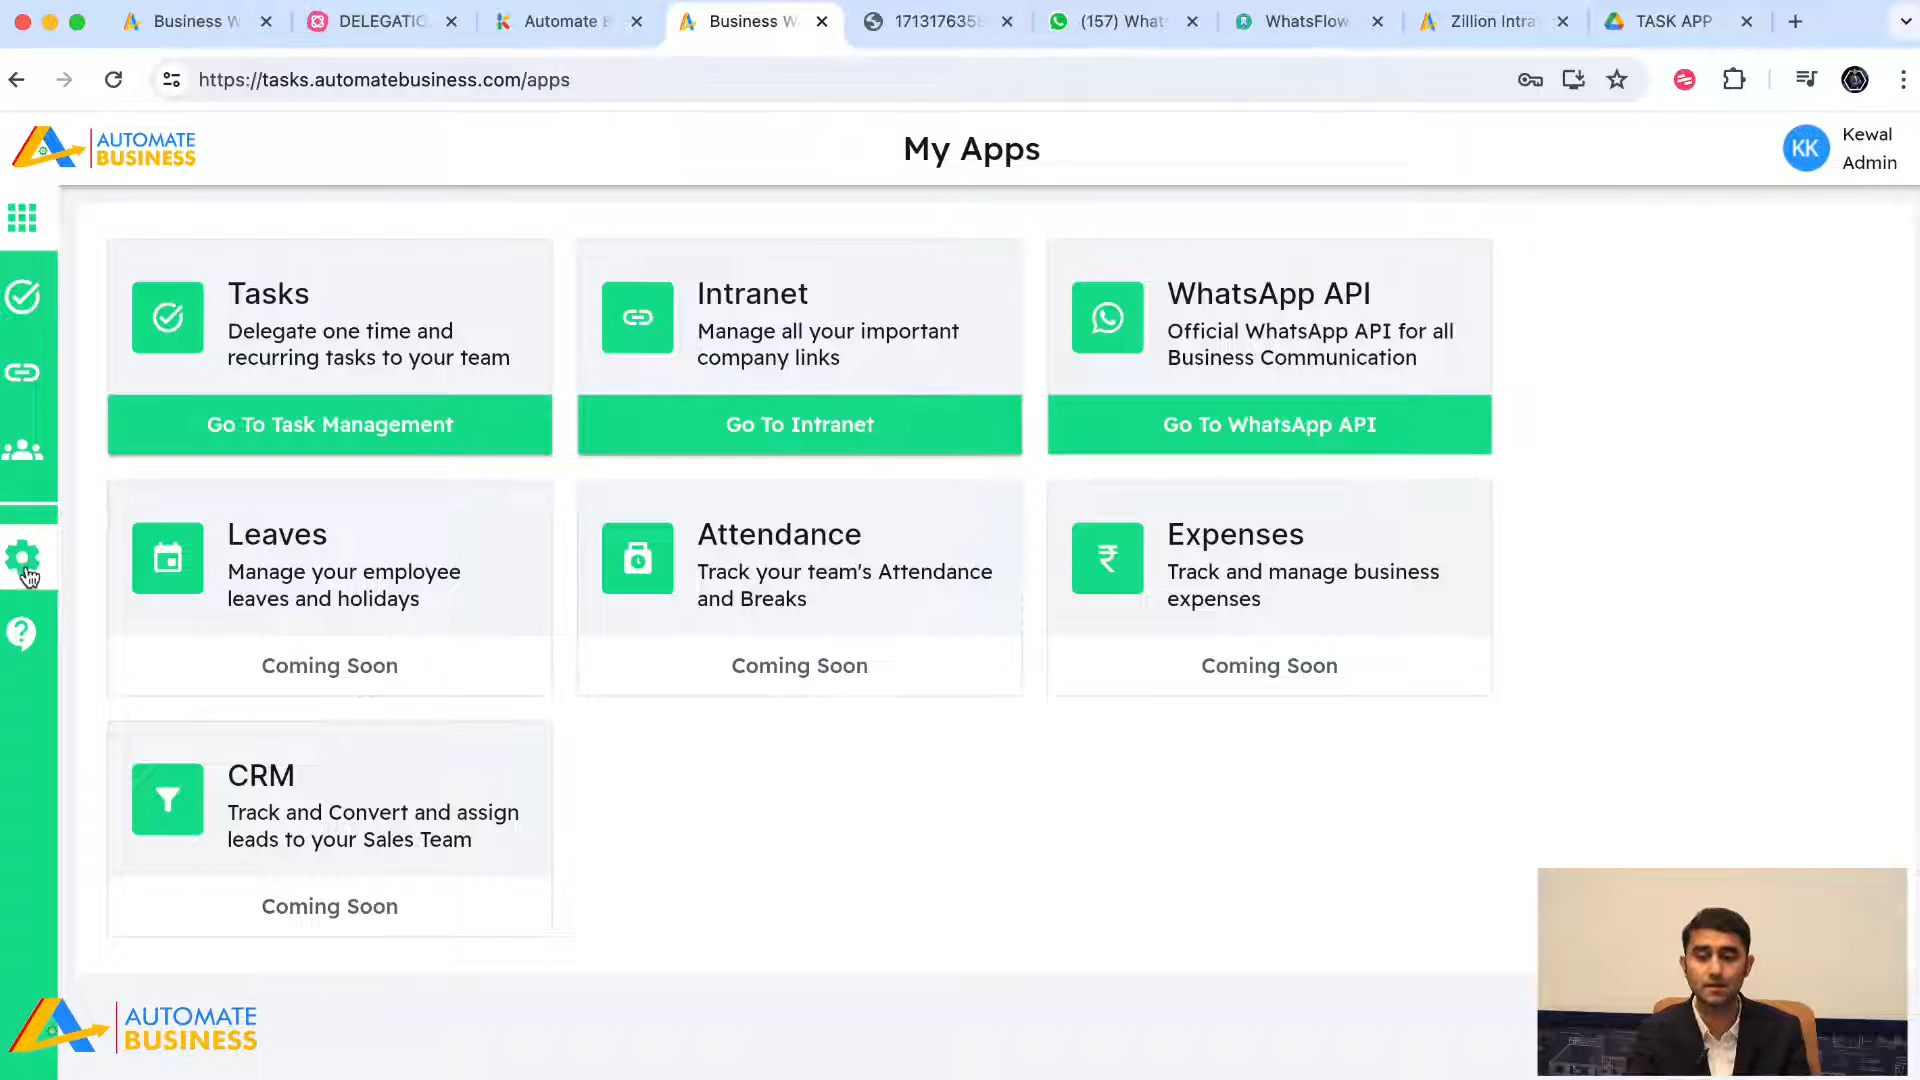 Business W
DELEGATIO
Automate B
Business W
1713176358
(157) Whats
WhatsFlow
Zillion Intra
TASK APP
https://tasks.automatebusiness.com/apps
AUTOMATE
BUSINESS
My Apps
KK
Kewal
Admin
Tasks
Delegate one time and
recurring tasks to your team
Go To Task Management
Intranet
Manage all your important
company links
Go To Intranet
WhatsApp API
Official WhatsApp API for all
Business Communication
Go To WhatsApp API
Leaves
Manage your employee
leaves and holidays
Coming Soon
Attendance
Track your team's Attendance
and Breaks
Coming Soon
Expenses
Track and manage business
expenses
Coming Soon
CRM
Track and Convert and assign
leads to your Sales Team
Coming Soon
AUTOMATE
BUSINESS